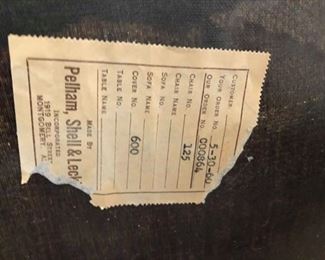 CUSTOMER
YOUR ORDER NO. 5-30-60
OUR ORDER NO. 000864
CHAIR NO. 125
CHAIR NAME
SOFA NO.
SOFA NAME
COVER NO. 600
TABLE NO.
TABLE NAME
MADE BY
Pelham, Shell & Leck
INCORPORATED
1919 BELL STREET
MONTGOMERY